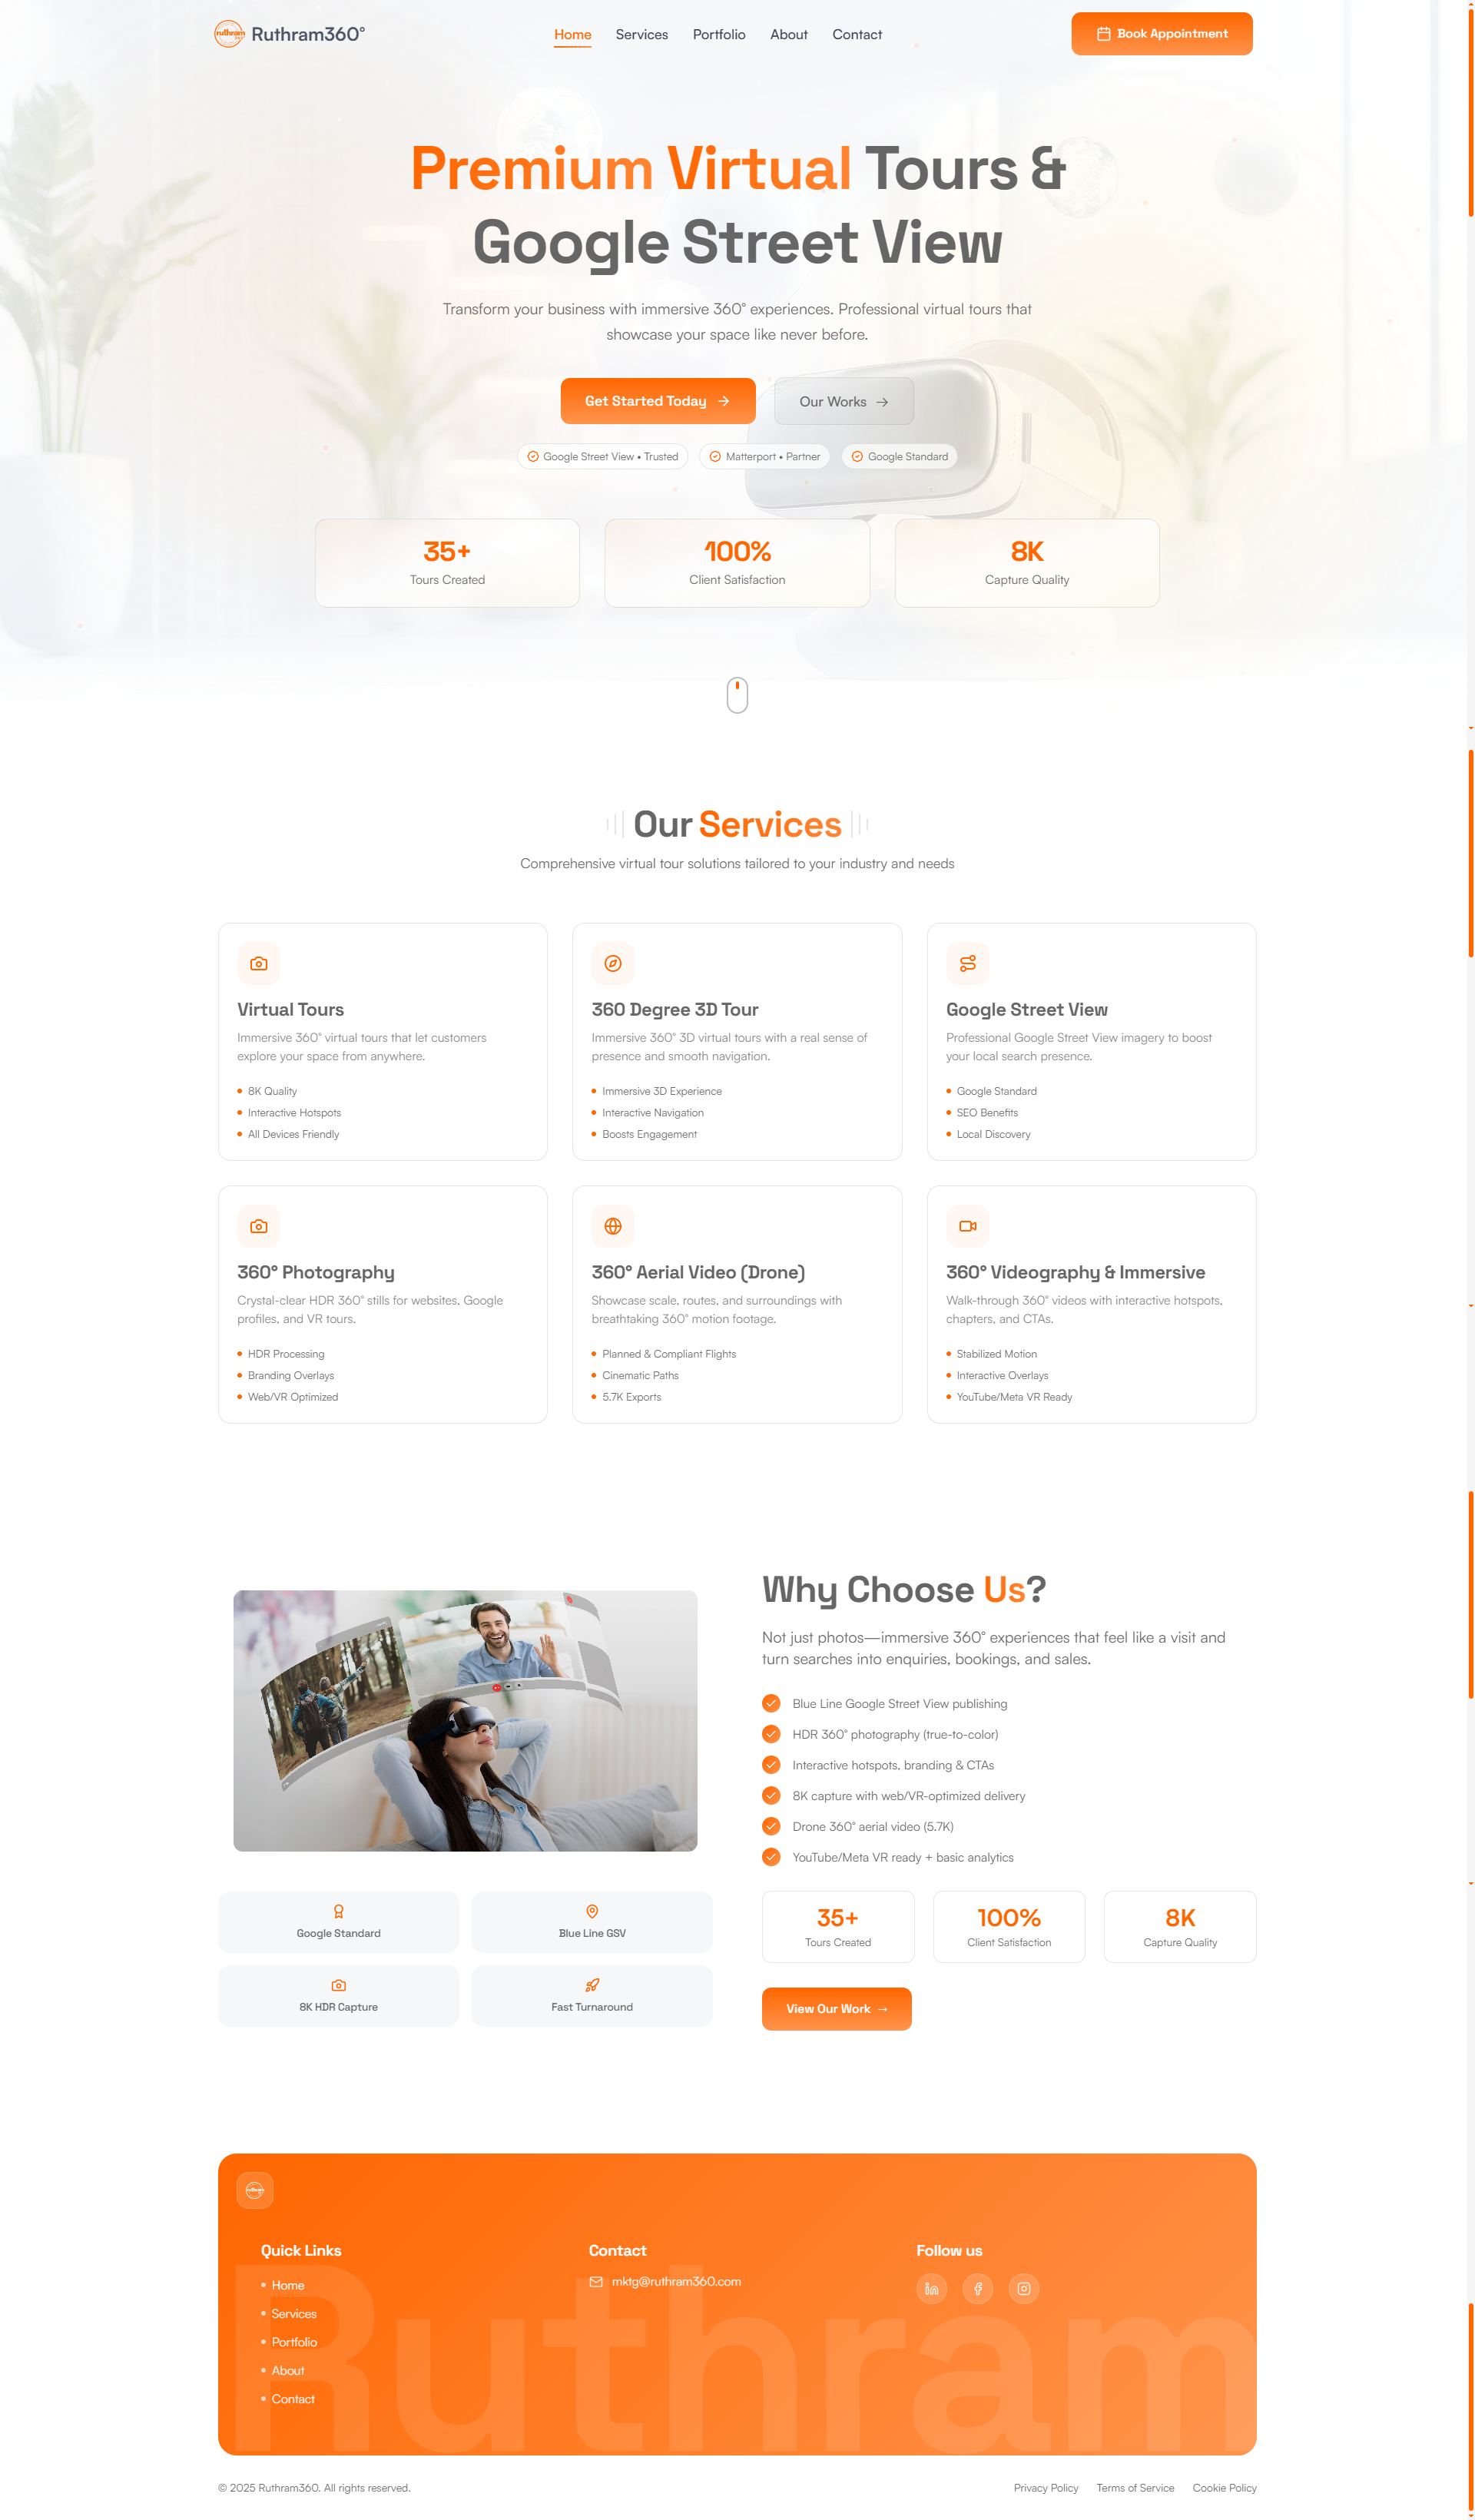 ruthram
Ruthram360°
Home
Services
Portfolio
About
Contact
Book Appointment
Premium Virtual Tours &
Google Street View
Transform your business with immersive 360° experiences. Professional virtual tours that
showcase your space like never before.
Get Started Today →
Our Works →
Google Street View • Trusted
Matterport • Partner
Google Standard
35+
Tours Created
100%
Client Satisfaction
8K
Capture Quality
Our Services
Comprehensive virtual tour solutions tailored to your industry and needs
Virtual Tours
Immersive 360° virtual tours that let customers
explore your space from anywhere.
• 8K Quality
• Interactive Hotspots
• All Devices Friendly
360 Degree 3D Tour
Immersive 360° 3D virtual tours with a real sense of
presence and smooth navigation.
• Immersive 3D Experience
• Interactive Navigation
• Boosts Engagement
Google Street View
Professional Google Street View imagery to boost
your local search presence.
• Google Standard
• SEO Benefits
• Local Discovery
360° Photography
Crystal-clear HDR 360° stills for websites, Google
profiles, and VR tours.
• HDR Processing
• Branding Overlays
• Web/VR Optimized
360° Aerial Video (Drone)
Showcase scale, routes, and surroundings with
breathtaking 360° motion footage.
• Planned & Compliant Flights
• Cinematic Paths
• 5.7K Exports
360° Videography & Immersive
Walk-through 360° videos with interactive hotspots,
chapters, and CTAs.
• Stabilized Motion
• Interactive Overlays
• YouTube/Meta VR Ready
Why Choose Us?
Not just photos—immersive 360° experiences that feel like a visit and
turn searches into enquiries, bookings, and sales.
Blue Line Google Street View publishing
HDR 360° photography (true-to-color)
Interactive hotspots, branding & CTAs
8K capture with web/VR-optimized delivery
Drone 360° aerial video (5.7K)
YouTube/Meta VR ready + basic analytics
Google Standard
Blue Line GSV
8K HDR Capture
Fast Turnaround
35+
Tours Created
100%
Client Satisfaction
8K
Capture Quality
View Our Work →
ruthram
Quick Links
• Home
• Services
• Portfolio
• About
• Contact
Contact
mktg@ruthram360.com
Follow us
Ruthram
© 2025 Ruthram360. All rights reserved.
Privacy Policy
Terms of Service
Cookie Policy